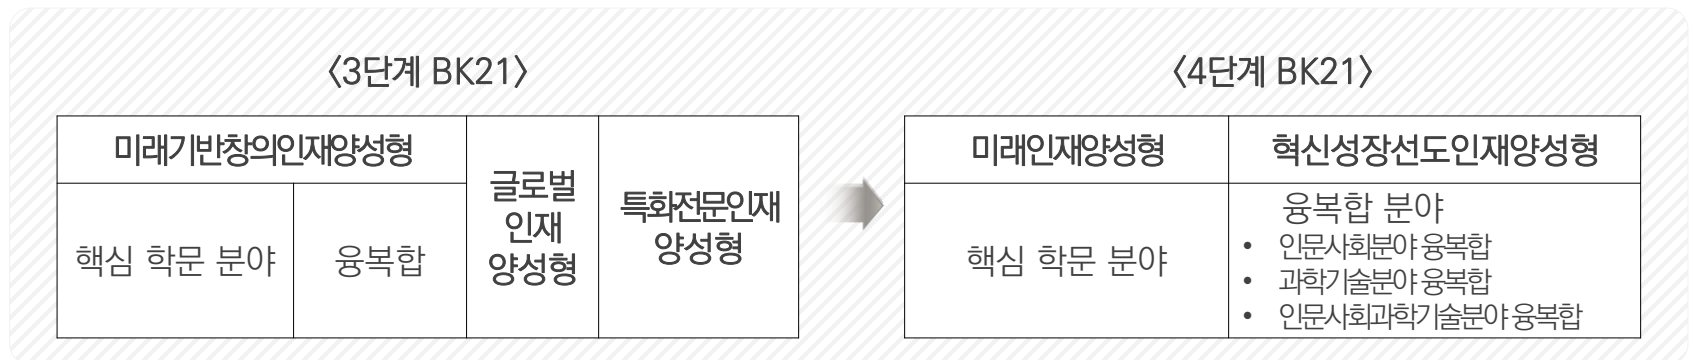 〈3단계 BK21〉
미래기반창의인재양성형
핵심 학문 분야
융복합
글로벌
인재
양성형
특화전문인재
양성형
〈4단계 BK21〉
미래인재양성형
혁신성장선도인재양성형
핵심 학문 분야
융복합 분야
• 인문사회분야 융복합
• 과학기술분야 융복합
• 인문사회과학기술분야 융복합